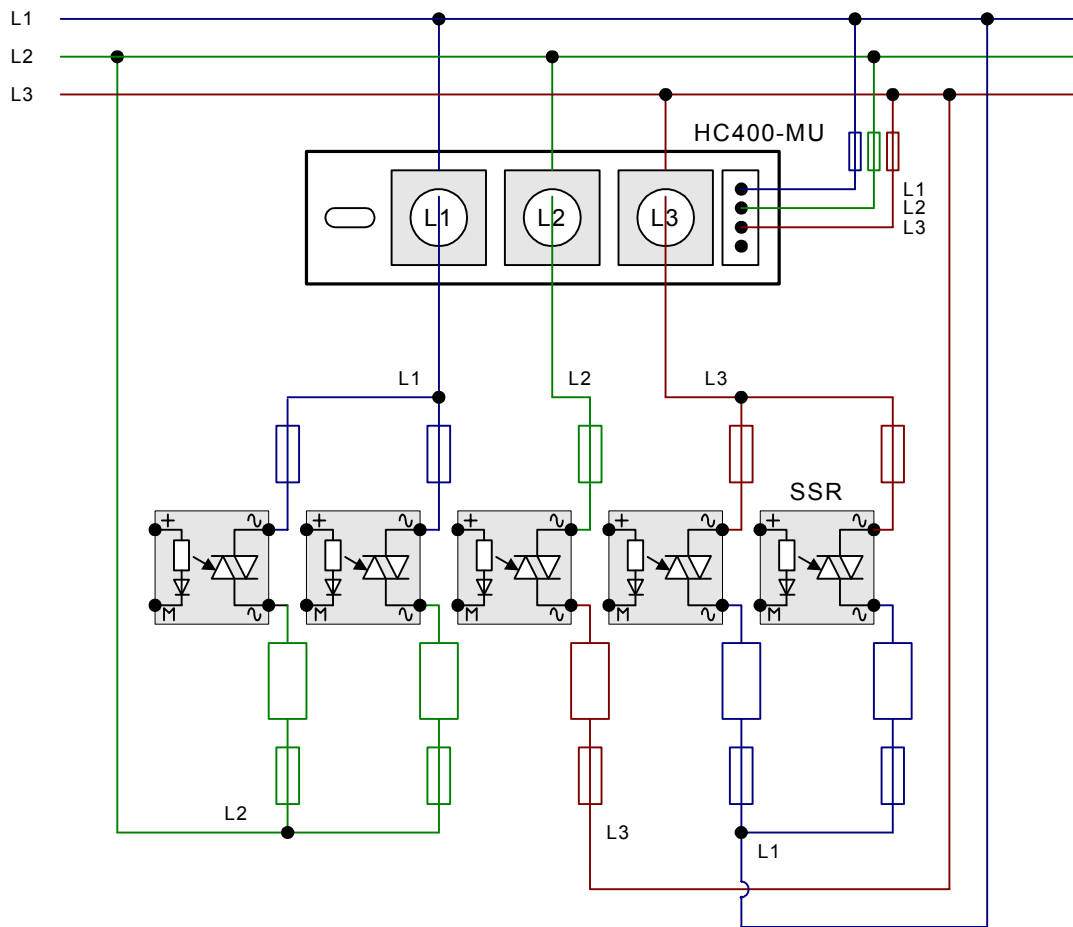 L1
L2
L3
HC400-MU
L1 L2 L3
L1
L2
L3
L1 L2 L3
SSR
+ ~ + ~ + ~ + ~ + ~
M ~ M ~ M ~ M ~ M ~
L2
L3
L1